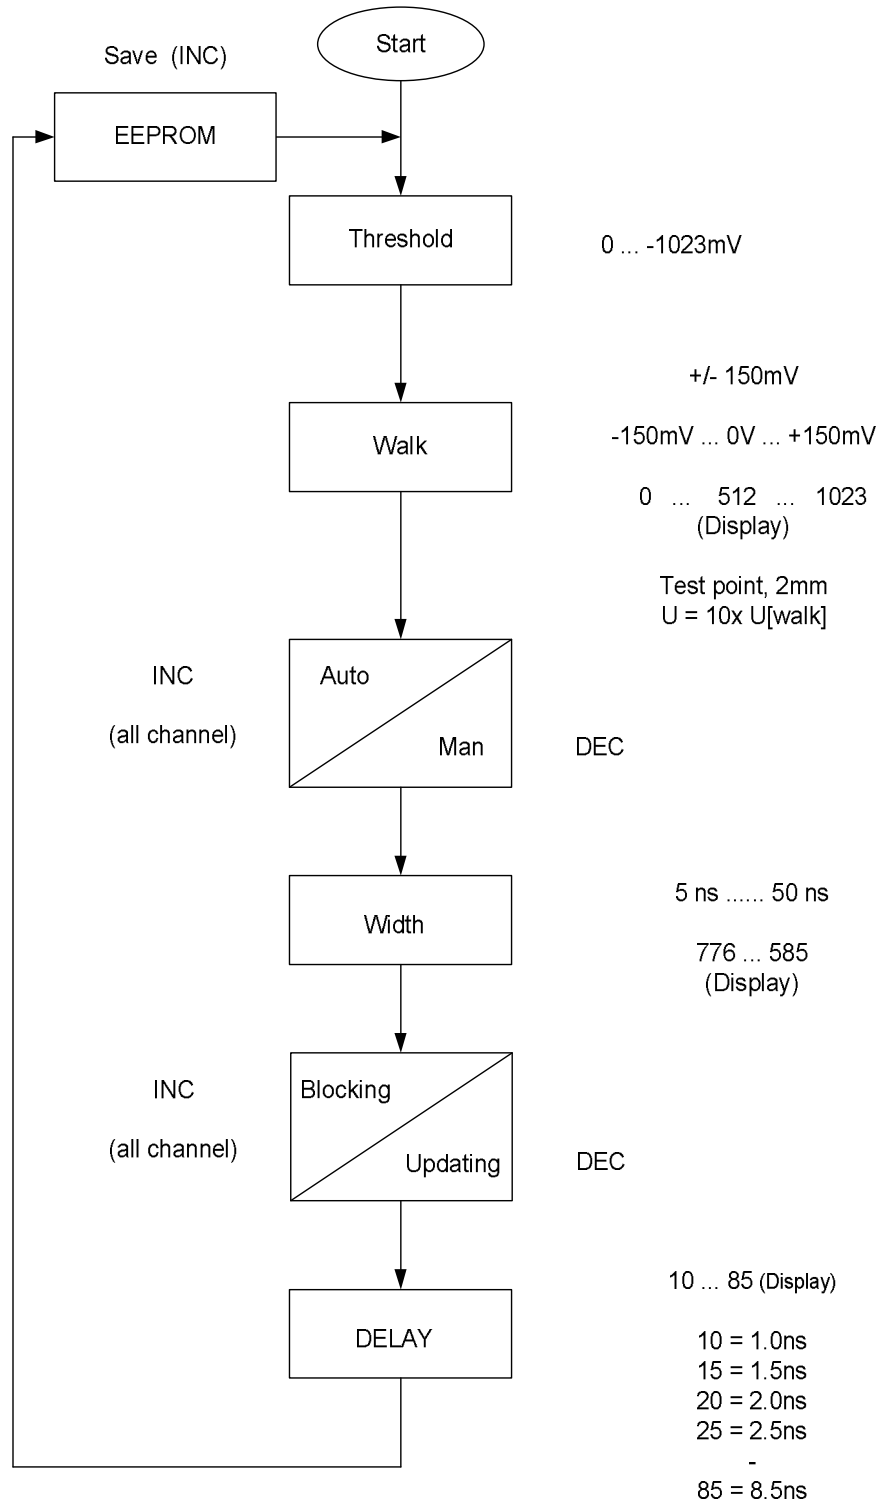 Start
Save (INC)
EEPROM
Threshold
0 ... -1023mV
+/- 150mV
-150mV ... 0V ... +150mV
Walk
0 ... 512 ... 1023
(Display)
Test point, 2mm
U = 10x U[walk]
INC
(all channel)
Auto
Man
DEC
Width
5 ns ...... 50 ns
776 ... 585
(Display)
INC
(all channel)
Blocking
Updating
DEC
DELAY
10 ... 85 (Display)
10 = 1.0ns
15 = 1.5ns
20 = 2.0ns
25 = 2.5ns
-
85 = 8.5ns